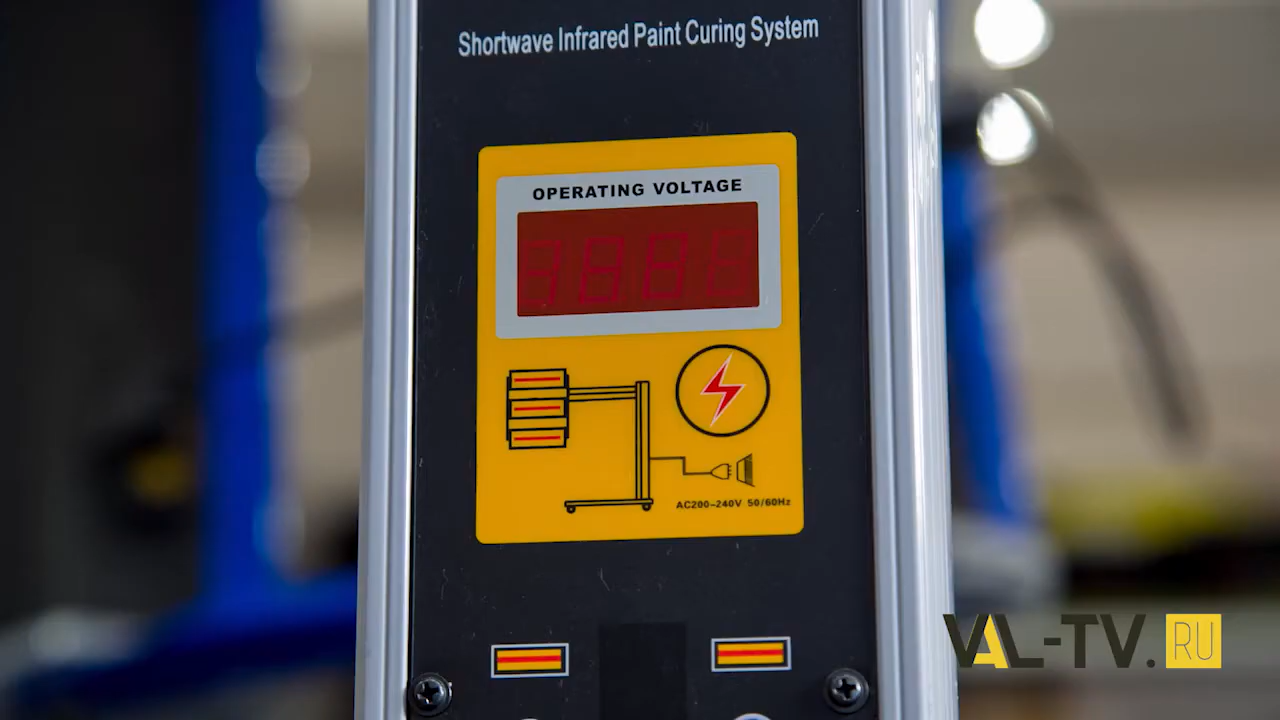 Shortwave Infrared Paint Curing System
OPERATING VOLTAGE
AC200-240V 50/60Hz
VAL-TV.RU